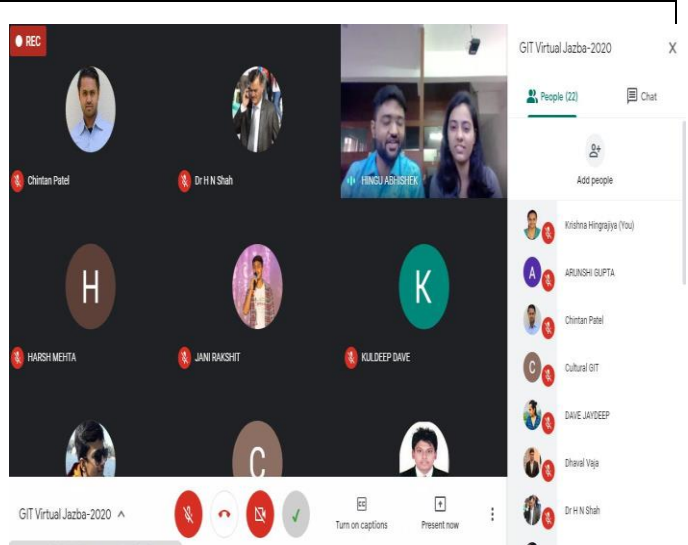 REC
Chintan Patel
Dr H N Shah
HINGU ABHISHEK
H
K
HARSH MEHTA
JANI RAKSHIT
KULDEEP DAVE
C
GIT Virtual Jazba-2020
CC
Turn on captions
Present now
GIT Virtual Jazba-2020 X
People (22) Chat
Add people
Krishna Hingrajiya (You)
A ARUNSHI GUPTA
Chintan Patel
C Cultural GIT
DAVE JAYDEEP
Dhaval Vaja
Dr H N Shah